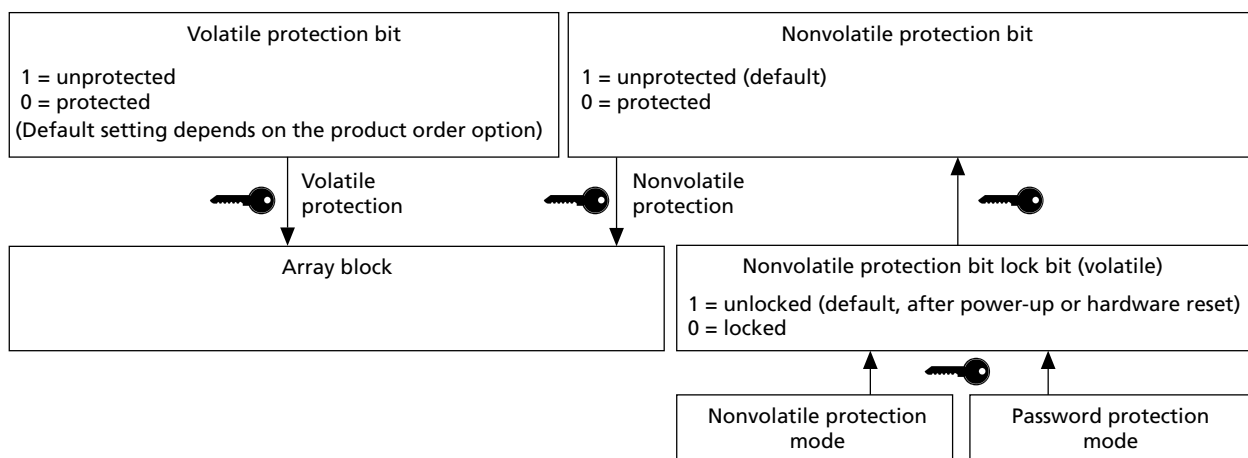 Volatile protection bit
1 = unprotected
0 = protected
(Default setting depends on the product order option)
Nonvolatile protection bit
1 = unprotected (default)
0 = protected
Volatile
protection
Nonvolatile
protection
Array block
Nonvolatile protection bit lock bit (volatile)
1 = unlocked (default, after power-up or hardware reset)
0 = locked
Nonvolatile protection
mode
Password protection
mode